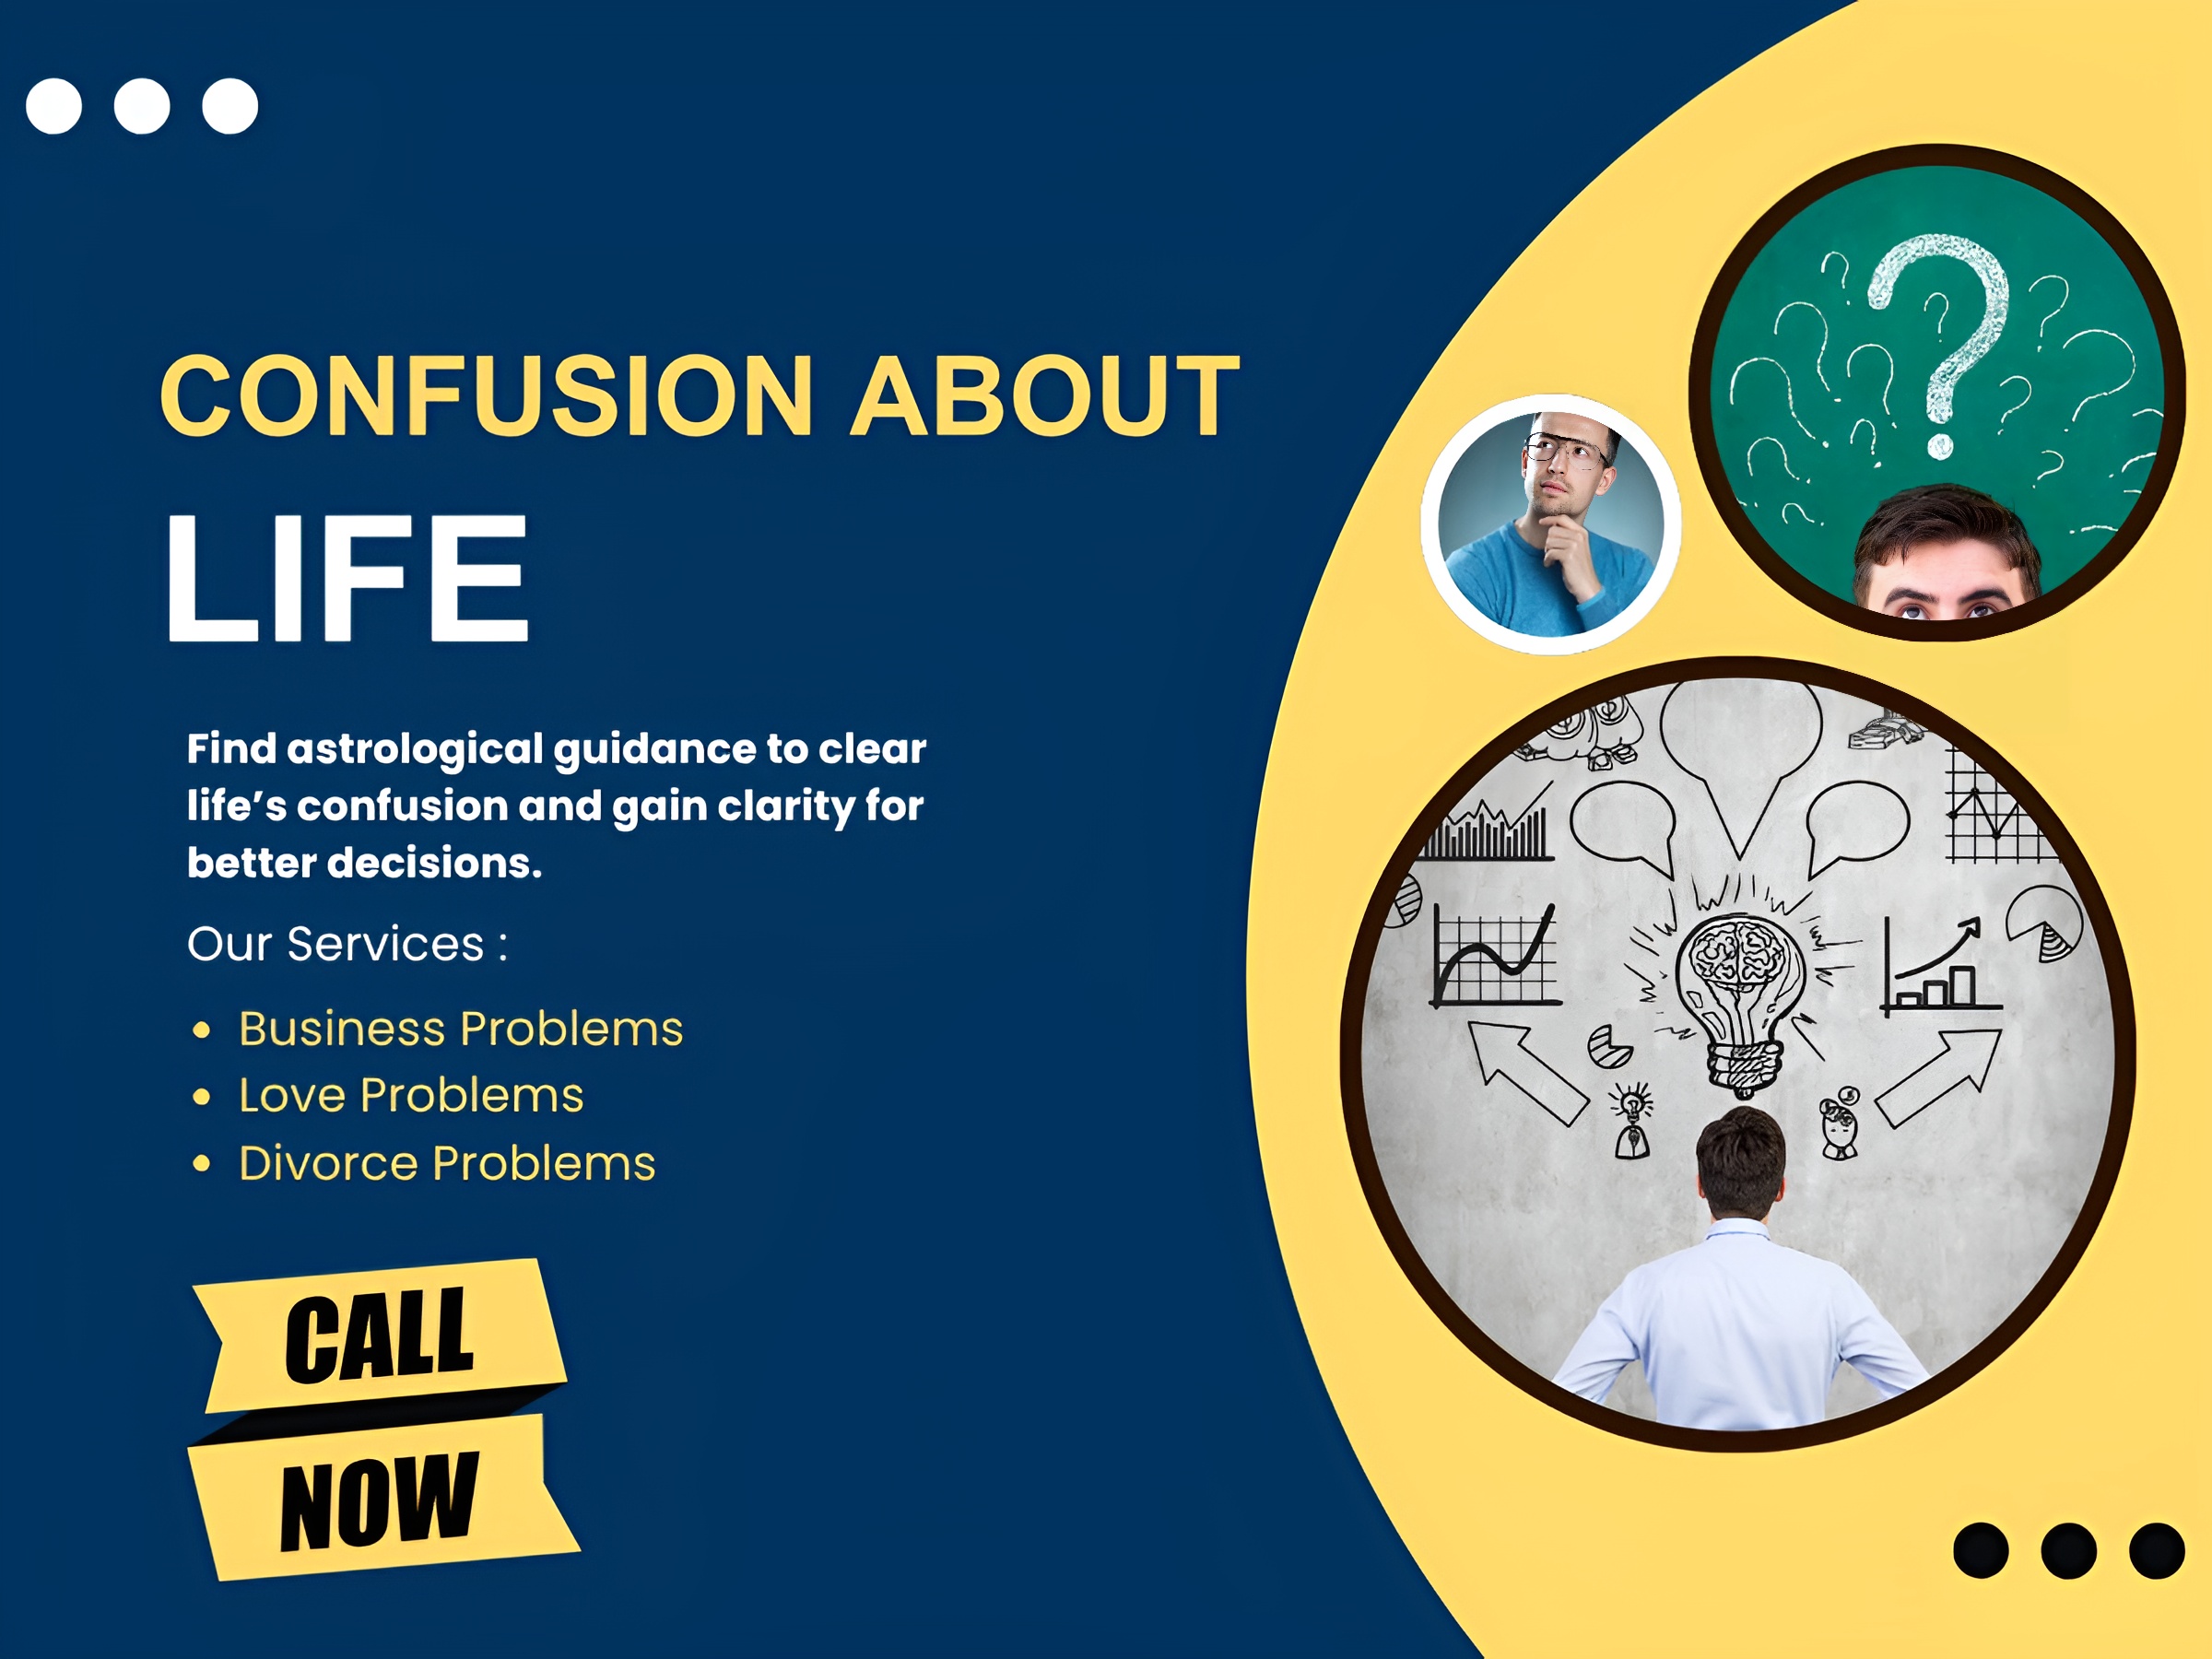 CONFUSION ABOUT
LIFE
Find astrological guidance to clear
life’s confusion and gain clarity for
better decisions.
Our Services :
• Business Problems
• Love Problems
• Divorce Problems
CALL
NOW